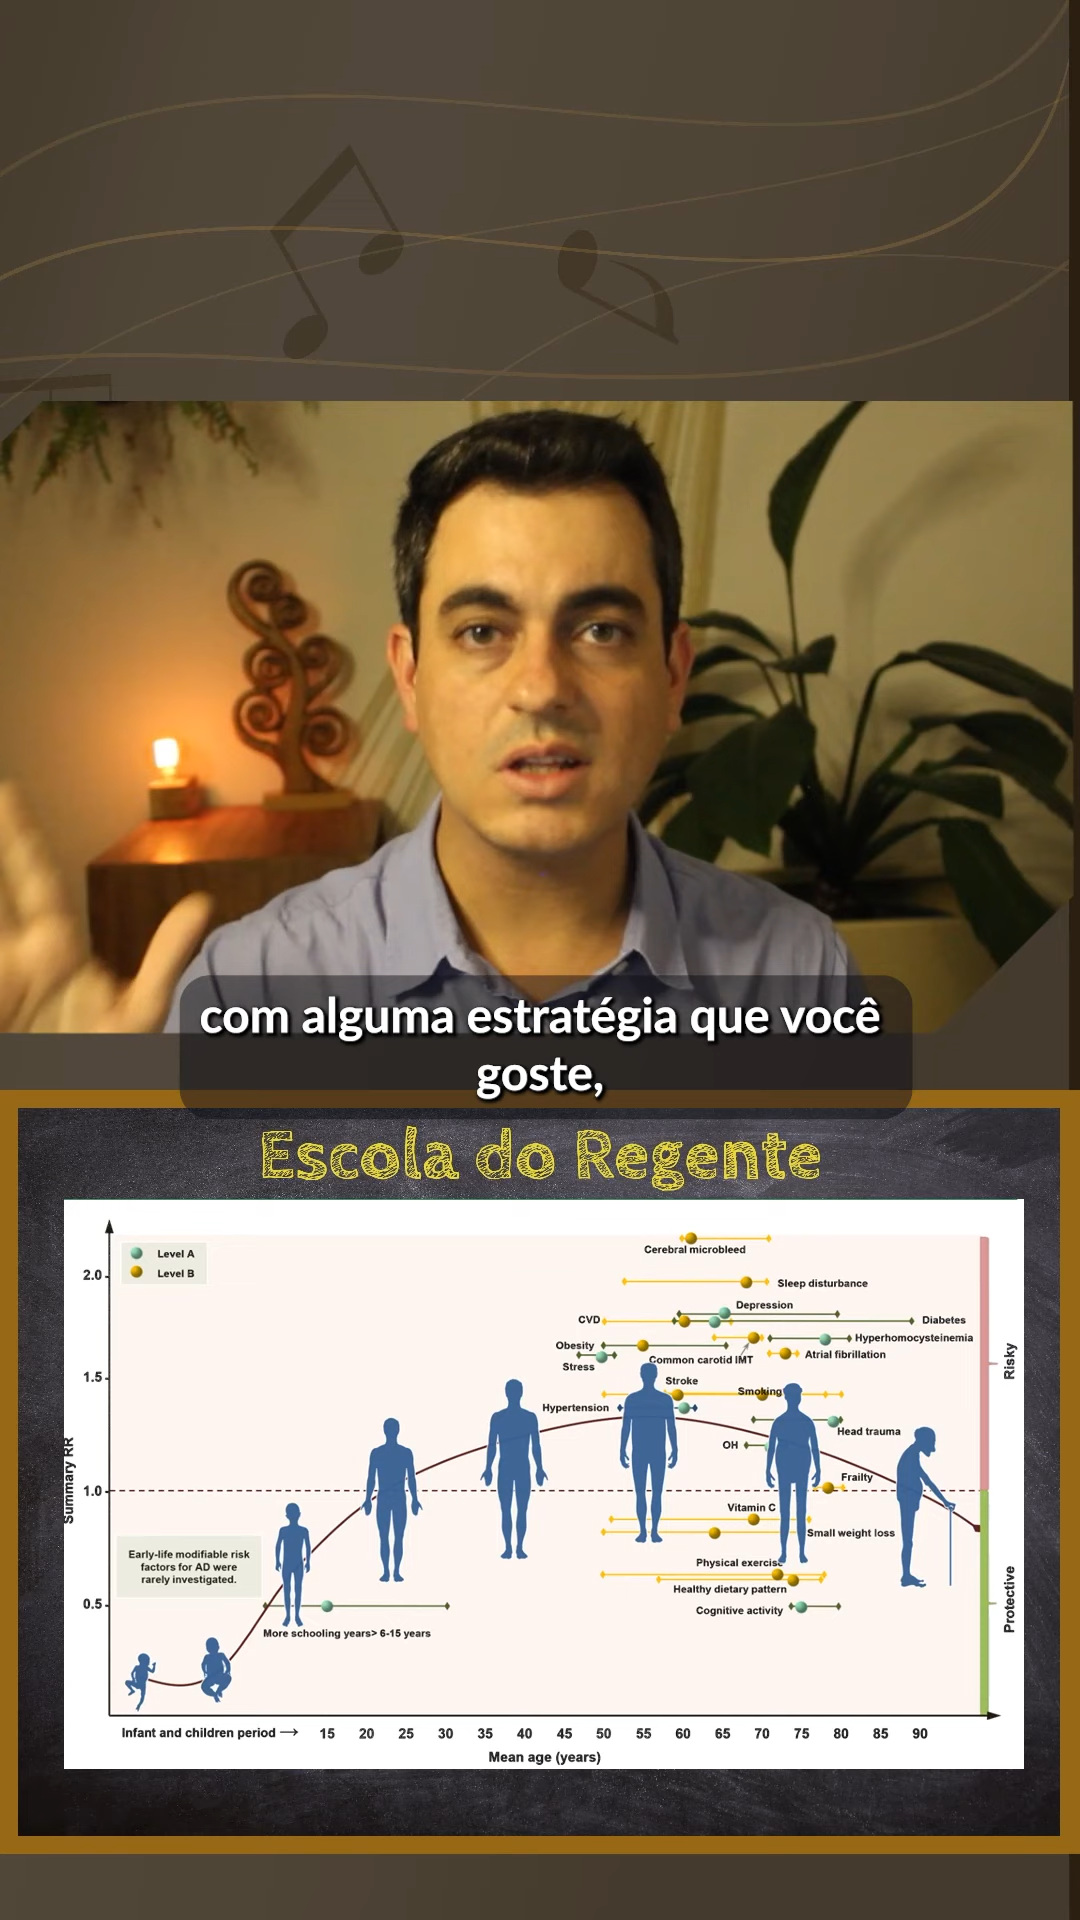 com alguma estratégia que você
goste,
Escola do Regente
Level A
Level B
2.0
1.5
1.0
0.5
Summary RR
Cerebral microbleed
Sleep disturbance
Depression
CVD
Diabetes
Hyperhomocysteinemia
Obesity
Common carotid IMT
Atrial fibrillation
Stress
Stroke
Smoking
Hypertension
Head trauma
OH
Frailty
Vitamin C
Small weight loss
Physical exercise
Healthy dietary pattern
Cognitive activity
Early-life modifiable risk
factors for AD were
rarely investigated.
More schooling years> 6-15 years
Risky
Protective
Infant and children period → 15 20 25 30 35 40 45 50 55 60 65 70 75 80 85 90
Mean age (years)